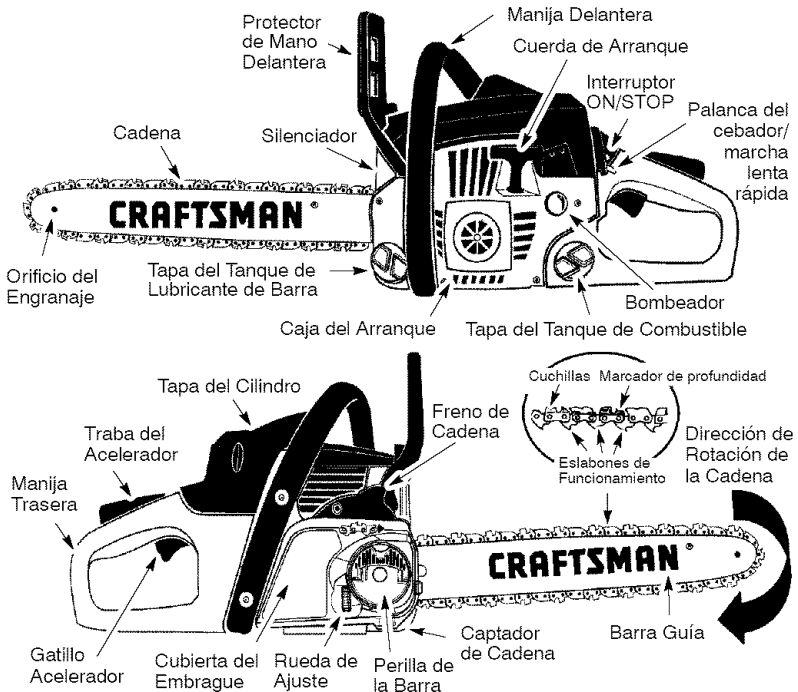 Protector
de Mano
Delantera
Manija Delantera
Cuerda de Arranque
Interruptor
ON/STOP
Palanca del
cebador/
marcha
lenta
rápida
Cadena
Silenciador
CRAFTSMAN
Orificio del
Engranaje
Tapa del Tanque de
Lubricante de Barra
Caja del Arranque
Bombeador
Tapa del Tanque de Combustible
Tapa del Cilindro
Freno de
Cadena
Cuchillas
Marcador de profundidad
Eslabones de
Funcionamiento
Dirección de
Rotación de
la Cadena
Traba del
Acelerador
Manija
Trasera
CRAFTSMAN
Gatillo
Acelerador
Cubierta del
Embrague
Rueda de
Ajuste
Perilla de
la Barra
Captador
de Cadena
Barra Guía